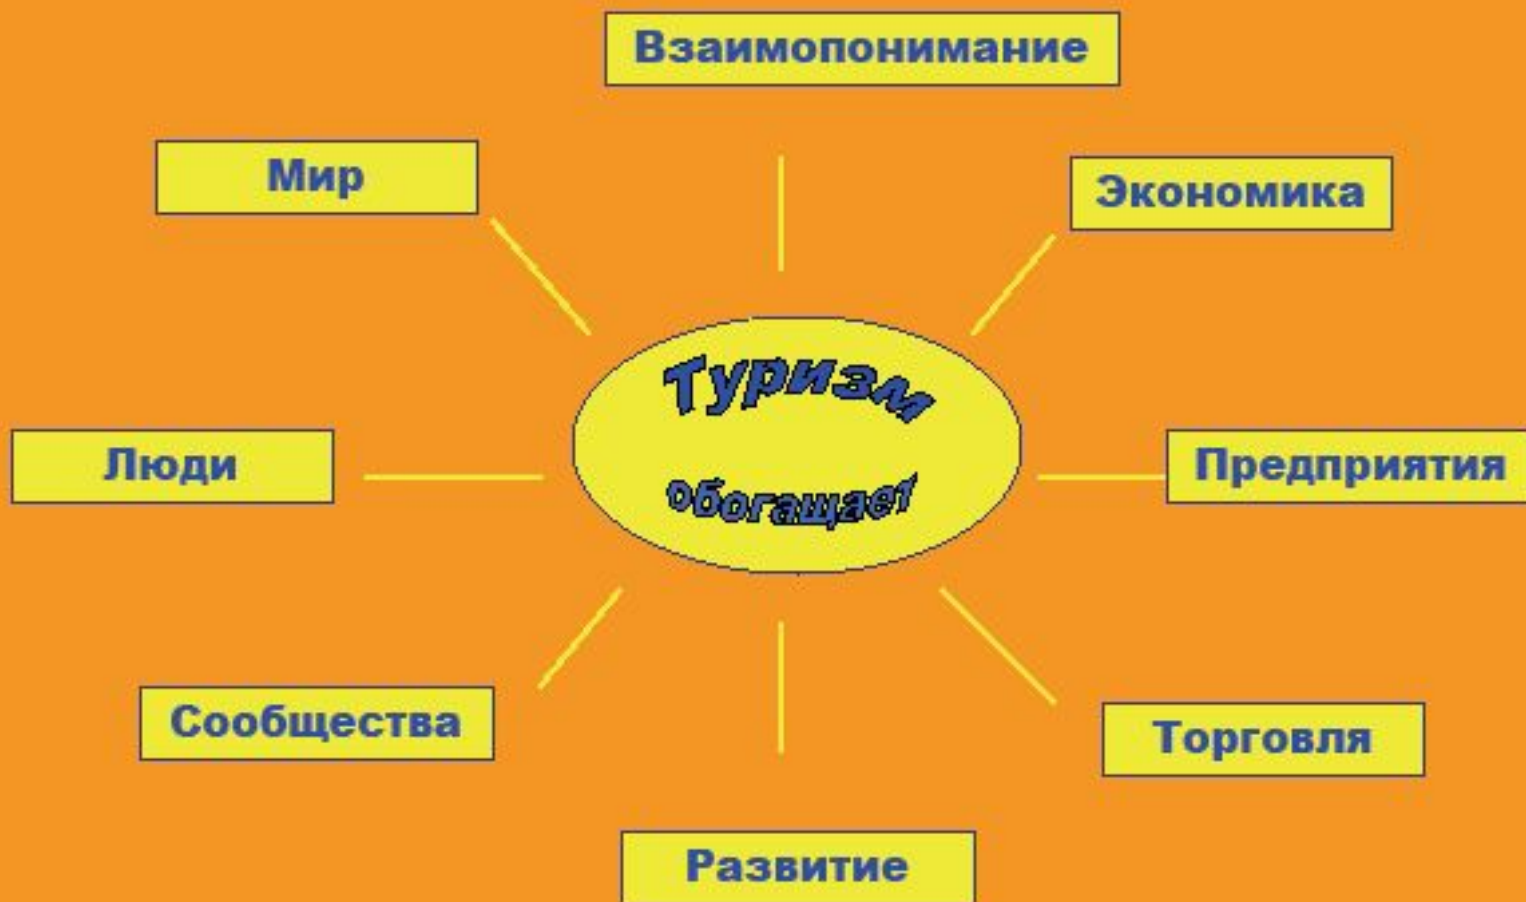 Взаимопонимание
Мир
Экономика
Туризм
обогащает
Люди
Предприятия
Сообщества
Торговля
Развитие